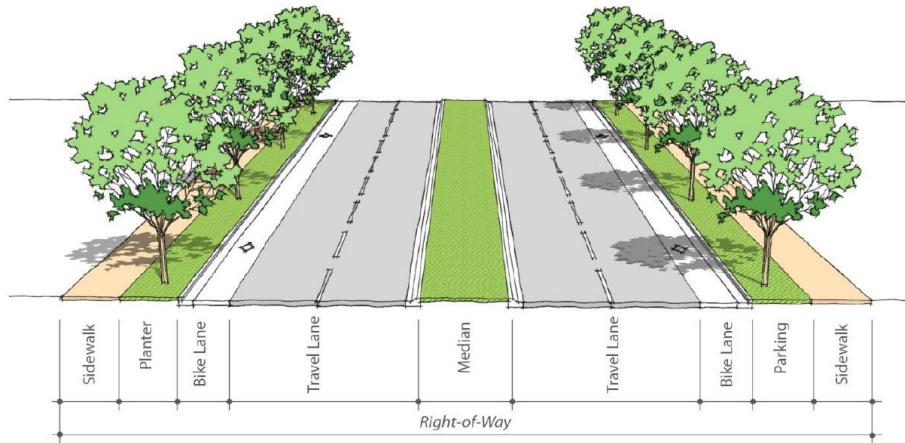 Sidewalk
Planter
Bike Lane
Travel Lane
Median
Travel Lane
Bike Lane
Parking
Sidewalk
Right-of-Way